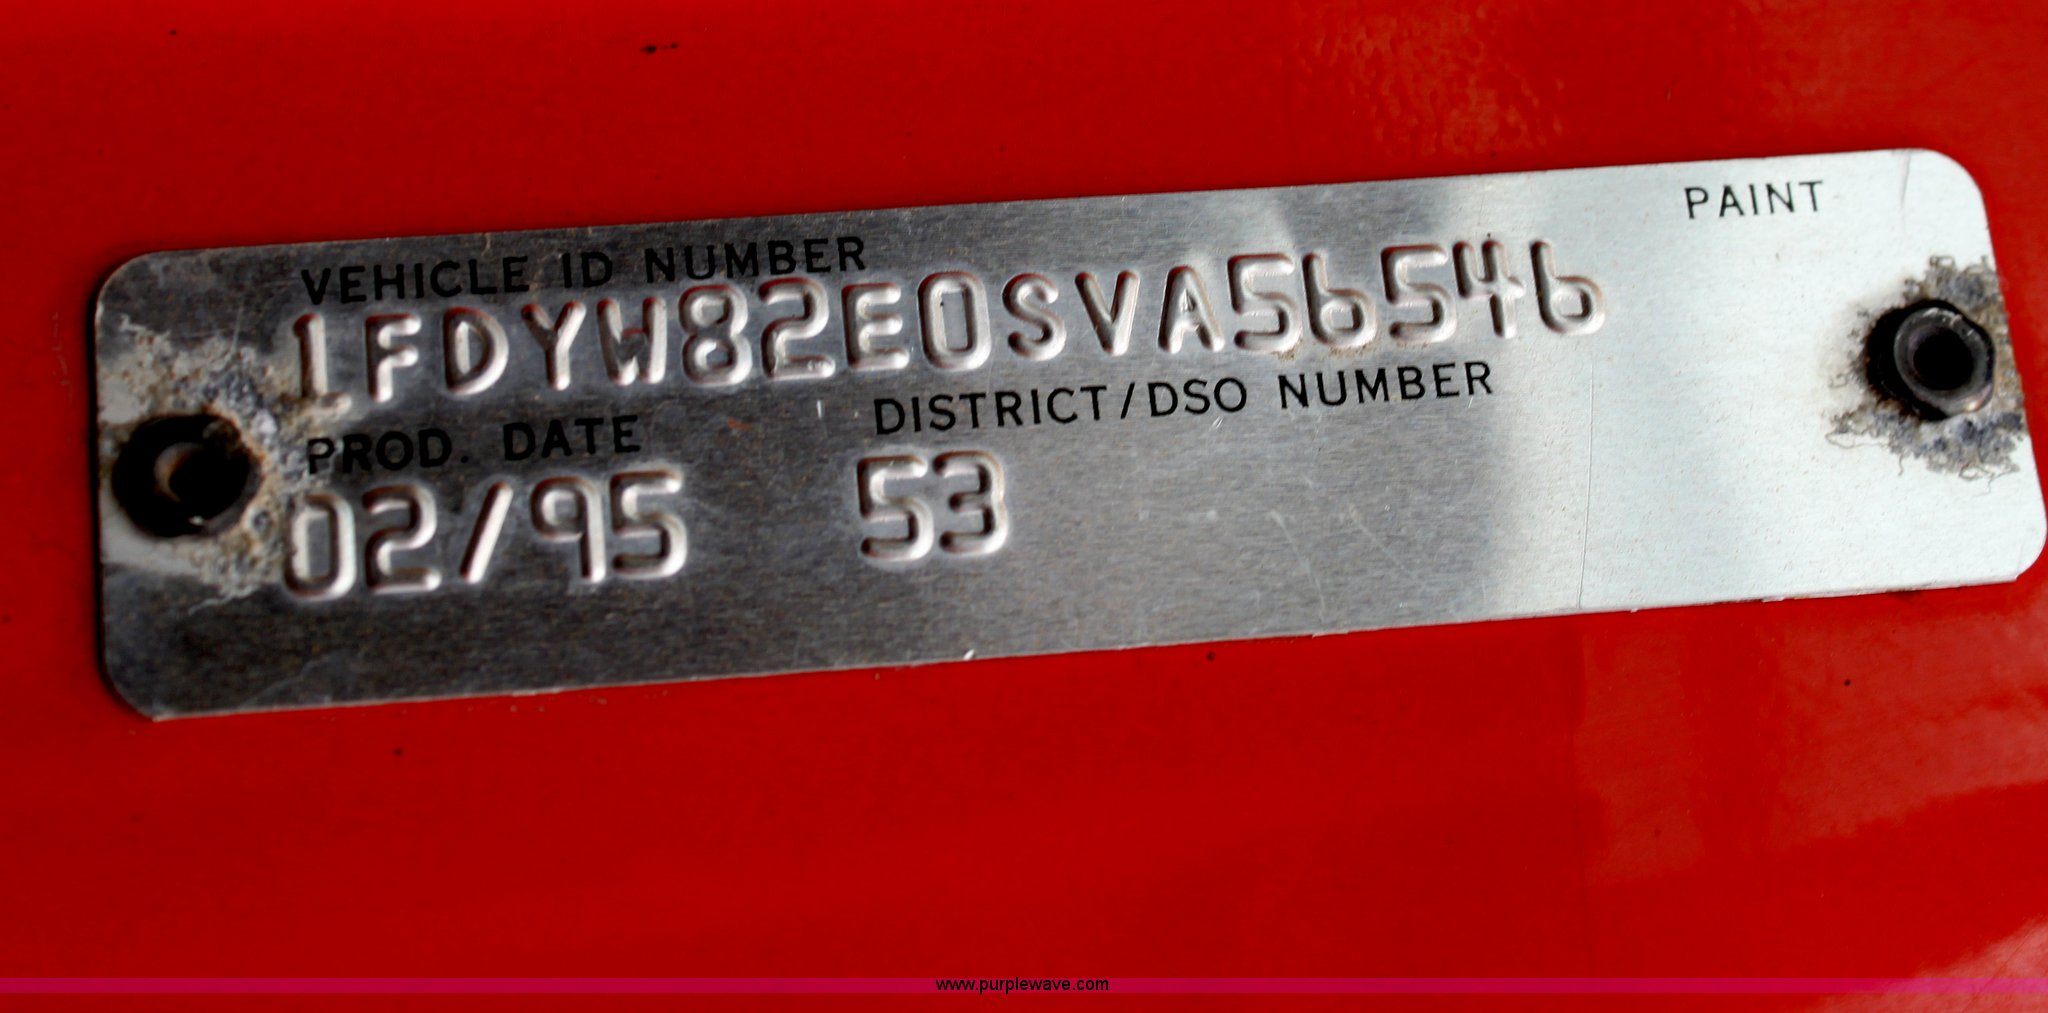 PAINT
VEHICLE ID NUMBER
1FDYW82E0SVA56546
PROD. DATE DISTRICT/DSO NUMBER
02/95 53
www.purplewave.com